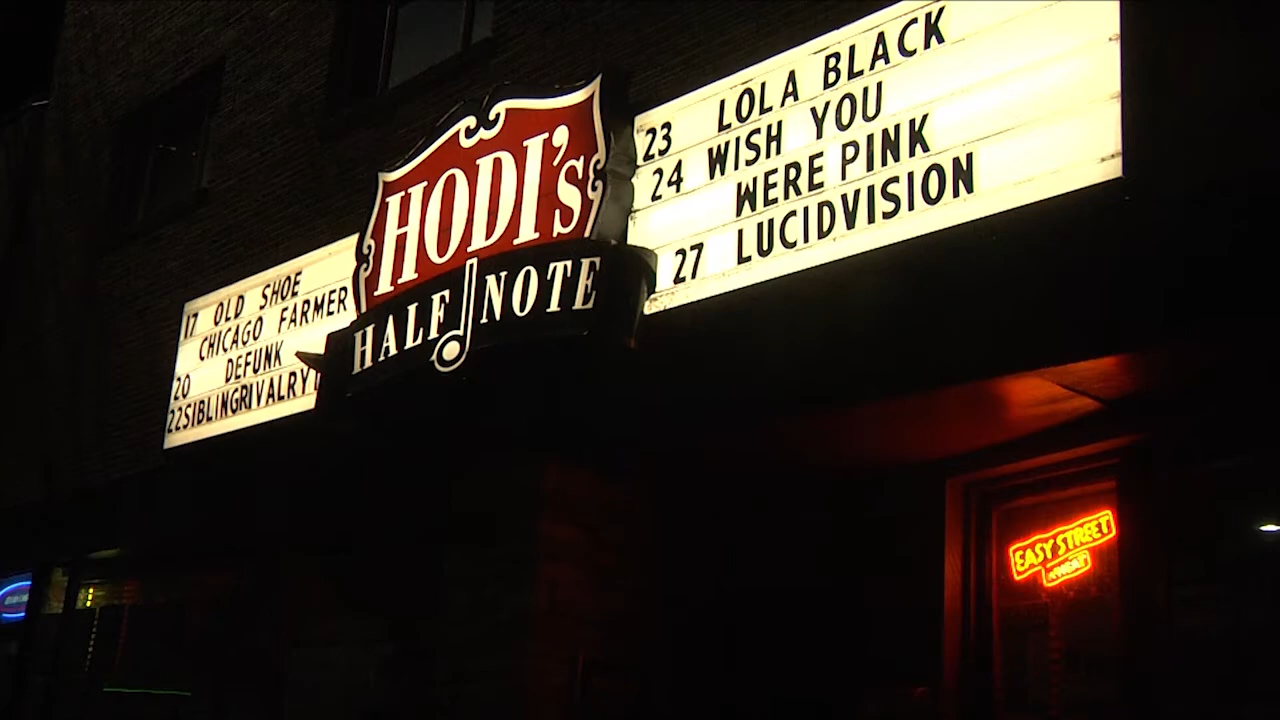 17 OLD SHOE
CHICAGO FARMER
20 DEFUNK
22SIBLINGRIVALRY
HODI's
HALF NOTE
23 LOLA BLACK
24 WISH YOU
WERE PINK
27 LUCIDVISION
EASY STREET
WHEAT